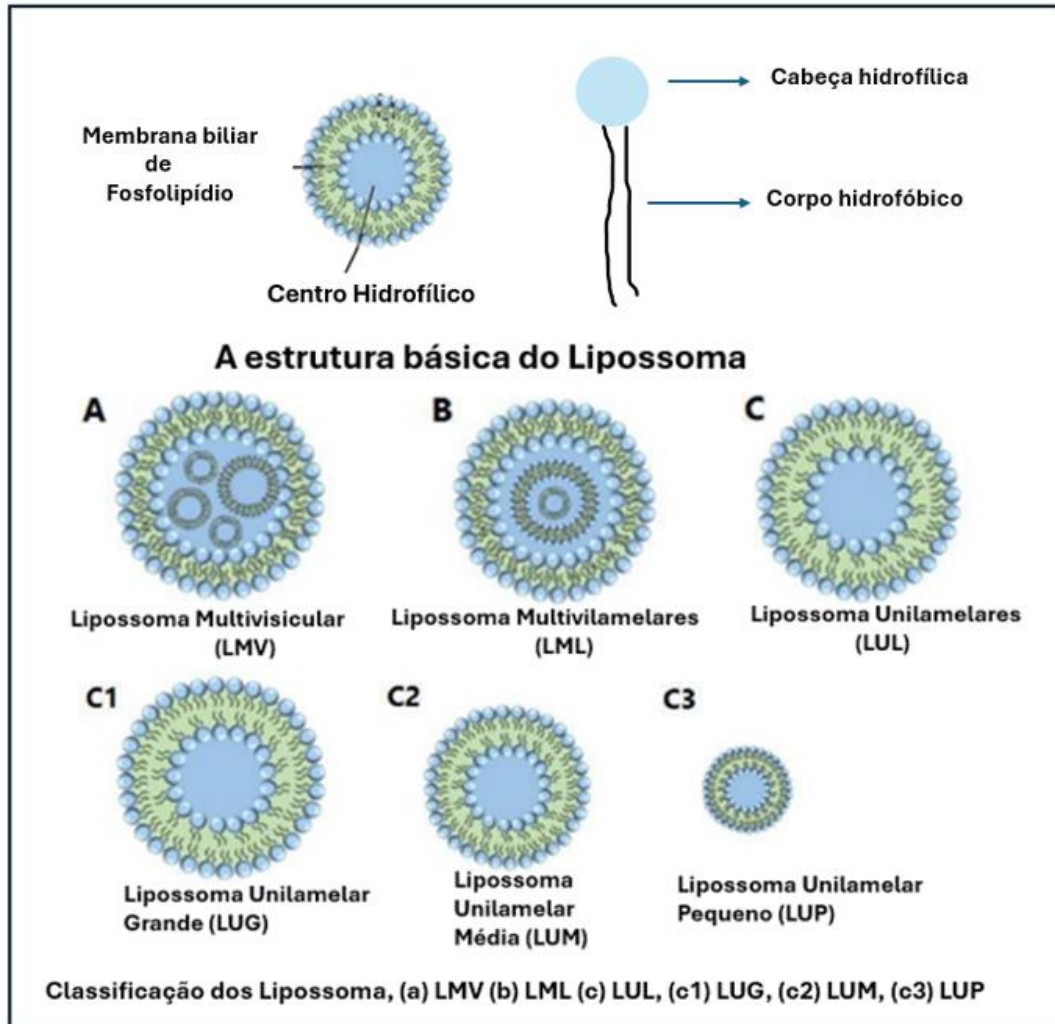 Cabeça hidrofílica
Membrana biliar
de
Fosfolipídio
Corpo hidrofóbico
Centro Hidrofílico
A estrutura básica do Lipossoma
A
B
C
Lipossoma Multivisicular
(LMV)
Lipossoma Multivilamelares
(LML)
Lipossoma Unilamelares
(LUL)
C1
C2
C3
Lipossoma Unilamelar
Grande (LUG)
Lipossoma
Unilamelar
Média (LUM)
Lipossoma Unilamelar
Pequeno (LUP)
Classificação dos Lipossoma, (a) LMV (b) LML (c) LUL, (c1) LUG, (c2) LUM, (c3) LUP